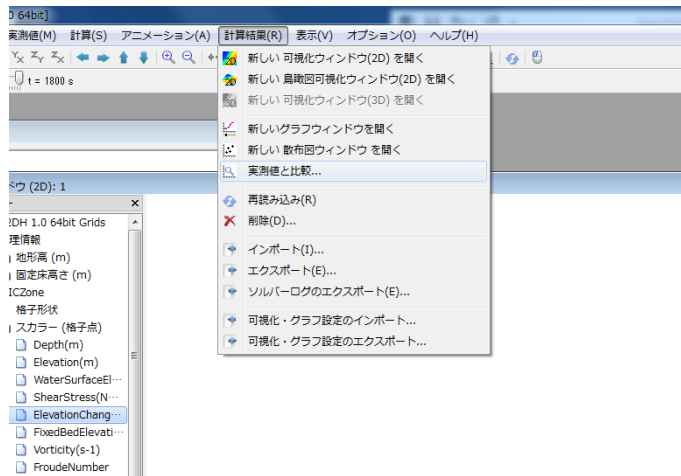 0 64bit]
実測値(M) 計算(S) アニメーション(A) 計算結果(R) 表示(V) オプション(O) ヘルプ(H)
t = 1800 s
新しい 可視化ウィンドウ(2D) を開く
新しい 鳥瞰図可視化ウィンドウ(2D) を開く
新しい 可視化ウィンドウ(3D) を開く
新しいグラフウィンドウを開く
新しい 散布図ウィンドウ を開く
実測値と比較...
再読み込み(R)
削除(D)...
インポート(I)...
エクスポート(E)...
ソルバーログのエクスポート(E)...
可視化・グラフ設定のインポート...
可視化・グラフ設定のエクスポート...
ドウ (2D): 1
2DH 1.0 64bit Grids
理情報
地形高 (m)
固定床高さ (m)
ICZone
格子形状
スカラー (格子点)
Depth(m)
Elevation(m)
WaterSurfaceEl…
ShearStress(N…
ElevationChang…
FixedBedElevati…
Vorticity(s-1)
FroudeNumber